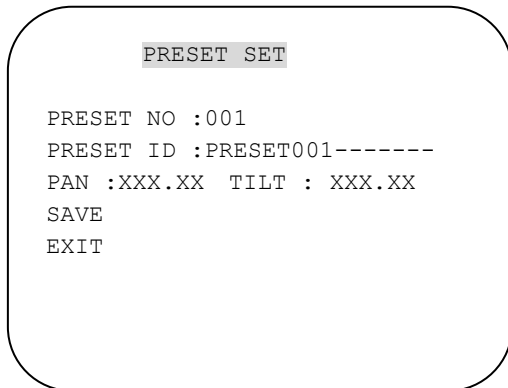 PRESET SET
PRESET NO :001
PRESET ID :PRESET001-------
PAN :XXX.XX TILT : XXX.XX
SAVE
EXIT